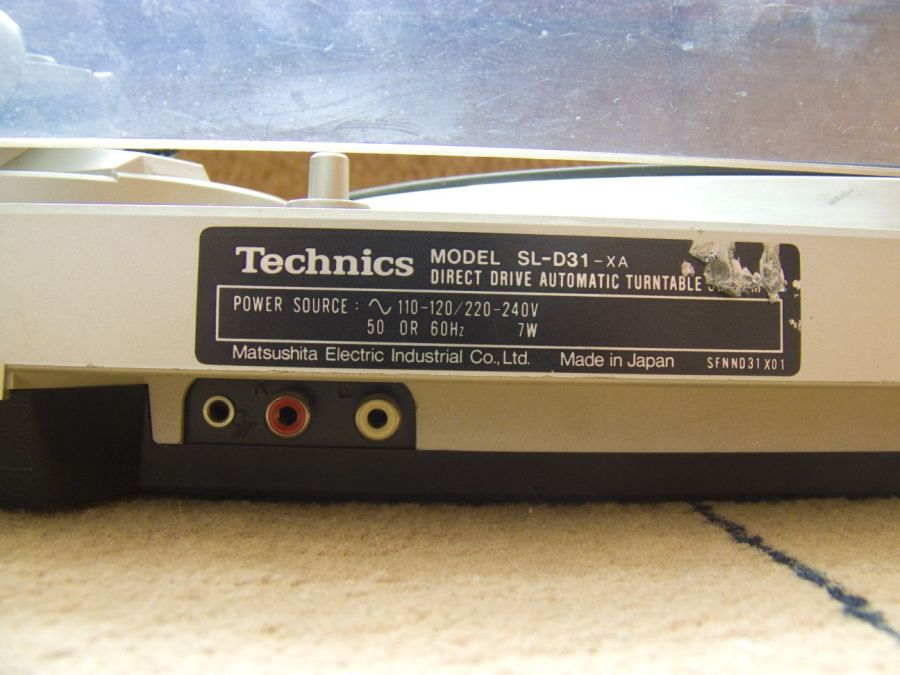 Technics MODEL SL-D31-XA
DIRECT DRIVE AUTOMATIC TURNTABLE
POWER SOURCE : ∿ 110-120/220-240V
50 OR 60Hz 7W
Matsushita Electric Industrial Co., Ltd. Made in Japan SFNND31X01